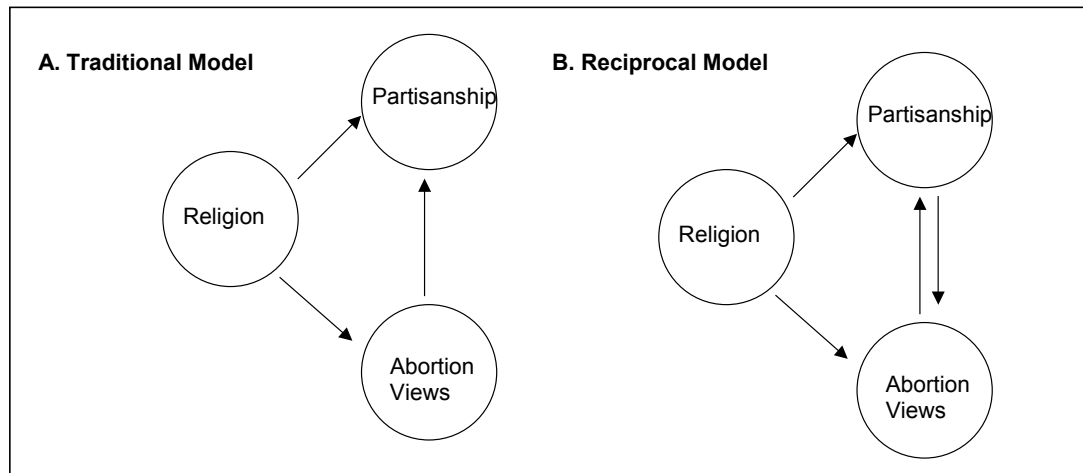 A. Traditional Model
Partisanship
Religion
Abortion
Views
B. Reciprocal Model
Partisanship
Religion
Abortion
Views